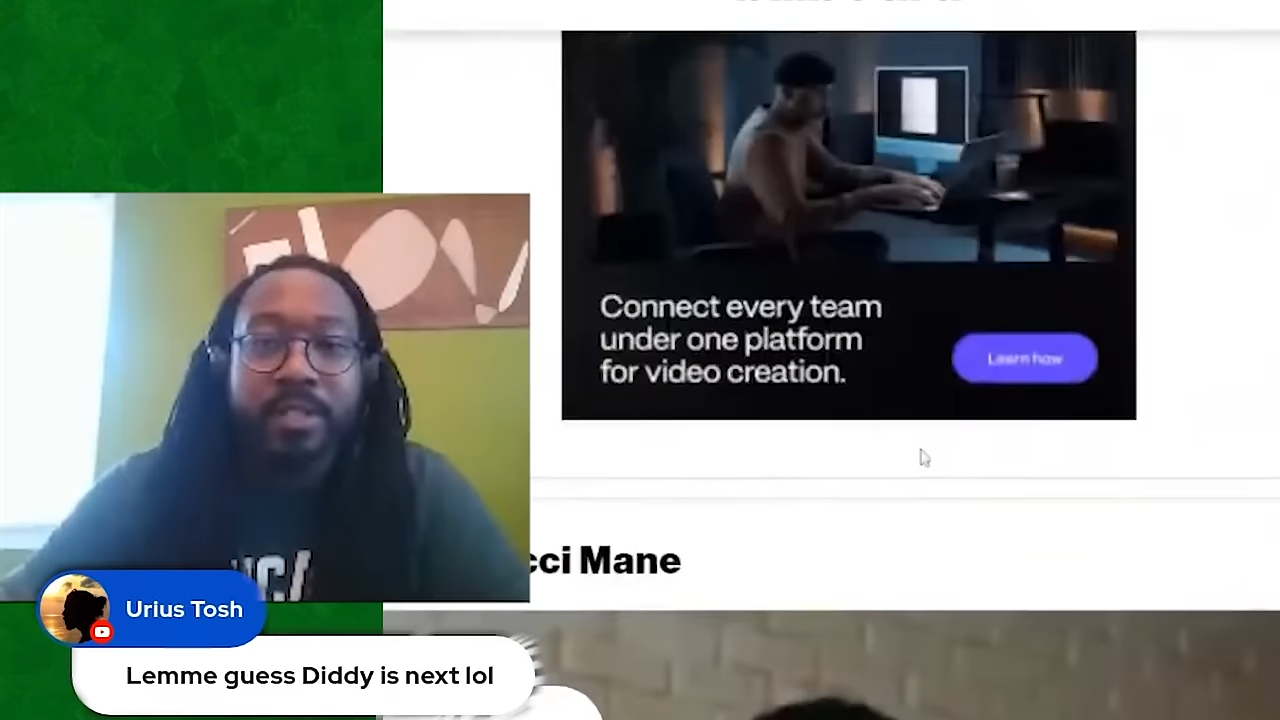 Connect every team
under one platform
for video creation.
Learn how
cci Mane
Urius Tosh
Lemme guess Diddy is next lol